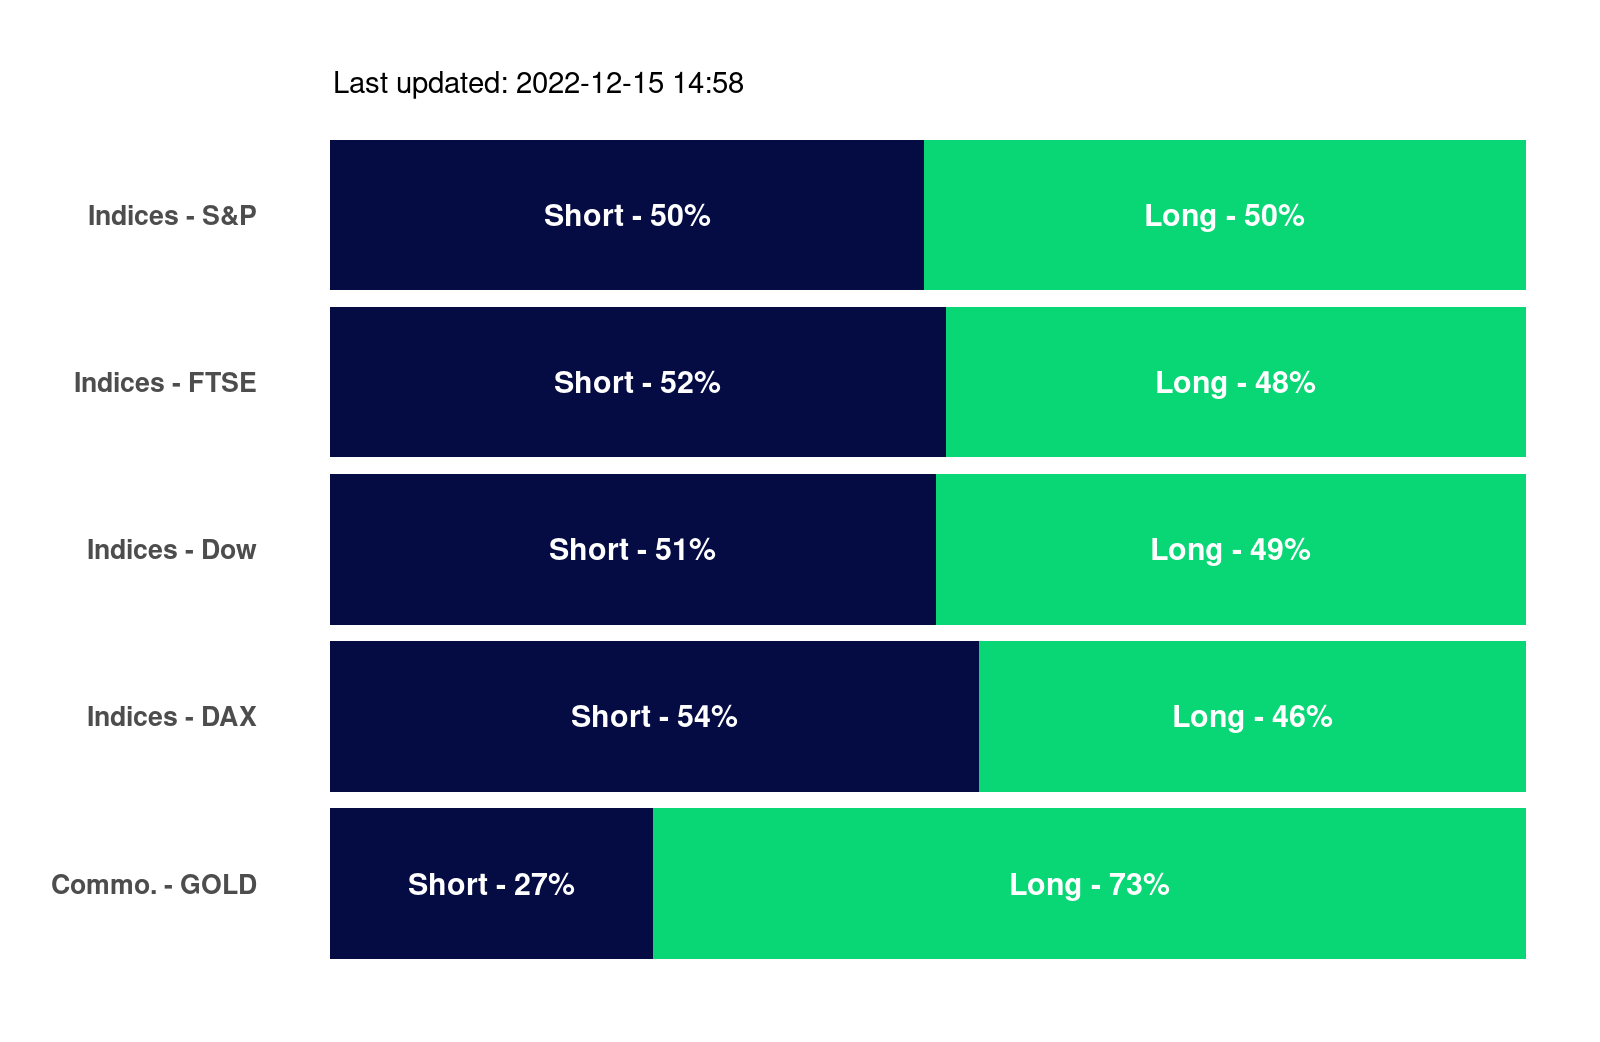 Last updated: 2022-12-15 14:58
Indices - S&P Short - 50% Long - 50%
Indices - FTSE Short - 52% Long - 48%
Indices - Dow Short - 51% Long - 49%
Indices - DAX Short - 54% Long - 46%
Commo. - GOLD Short - 27% Long - 73%